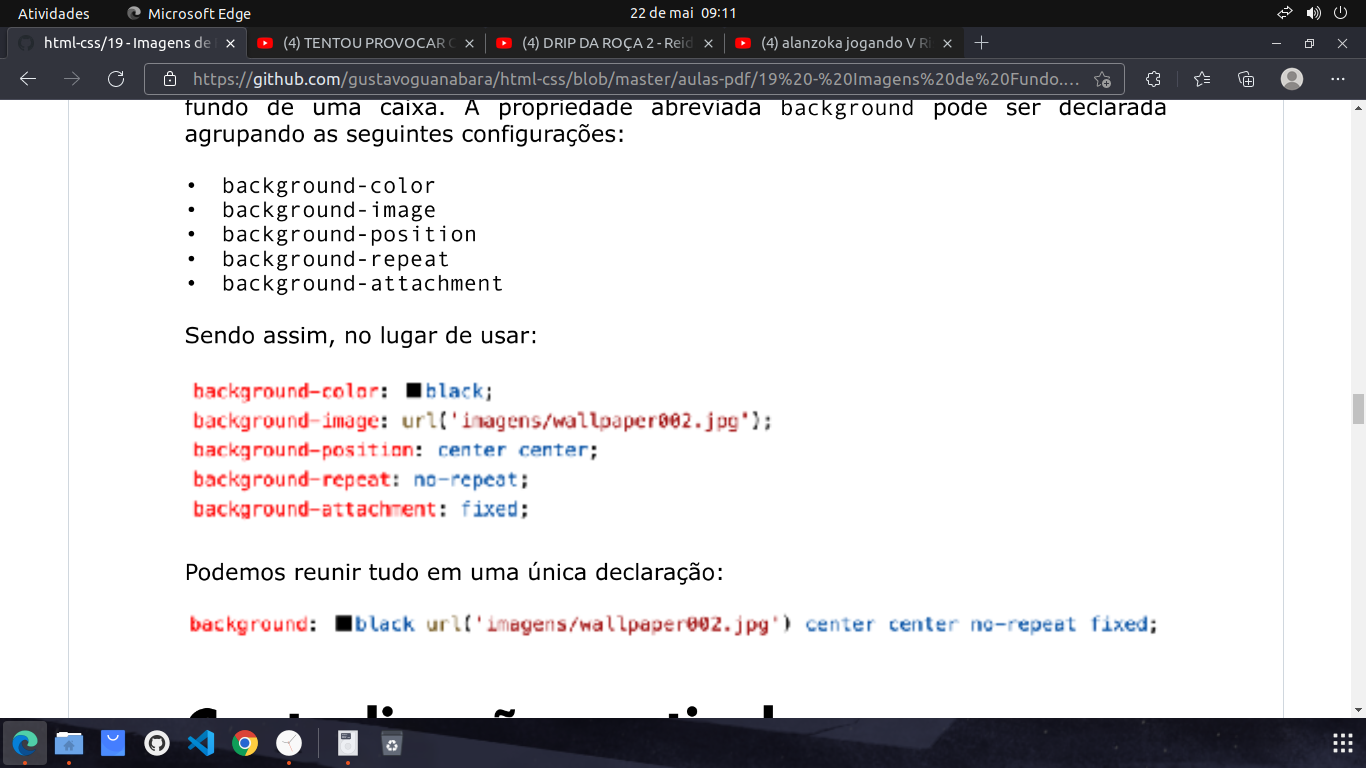 Atividades
Microsoft Edge
22 de mai 09:11
html-css/19 - Imagens de f
(4) TENTOU PROVOCAR
(4) DRIP DA ROÇA 2 - Reid
(4) alanzoka jogando V Ri
https://github.com/gustavoguanabara/html-css/blob/master/aulas-pdf/19%20-%20Imagens%20de%20Fundo....
fundo de uma caixa. A propriedade abreviada background pode ser declarada
agrupando as seguintes configurações:
• background-color
• background-image
• background-position
• background-repeat
• background-attachment
Sendo assim, no lugar de usar:
background-color: black;
background-image: url('imagens/wallpaper002.jpg');
background-position: center center;
background-repeat: no-repeat;
background-attachment: fixed;
Podemos reunir tudo em uma única declaração:
background: black url('imagens/wallpaper002.jpg') center center no-repeat fixed;